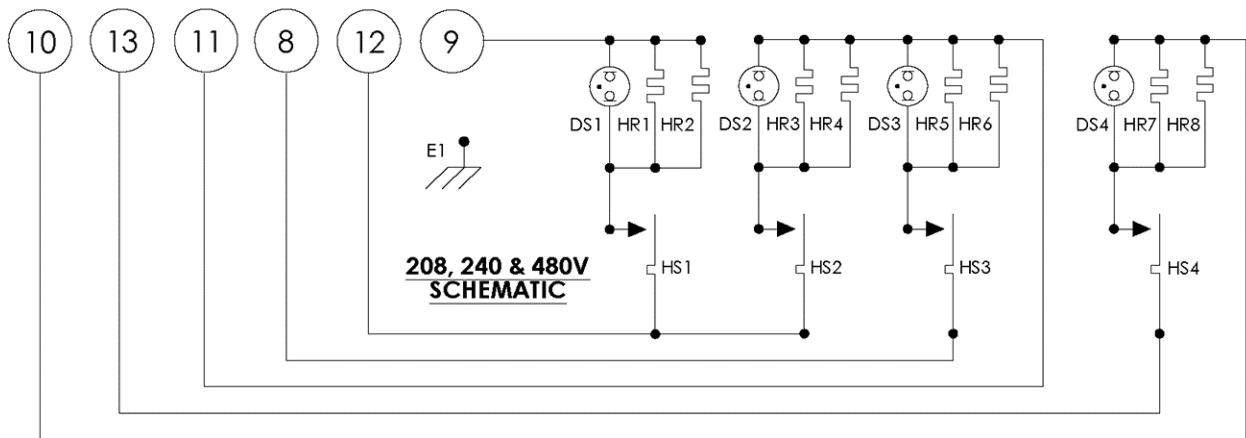 10 13 11 8 12 9
DS1 HR1 HR2 DS2 HR3 HR4 DS3 HR5 HR6 DS4 HR7 HR8
E1
208, 240 & 480V
SCHEMATIC
HS1 HS2 HS3 HS4